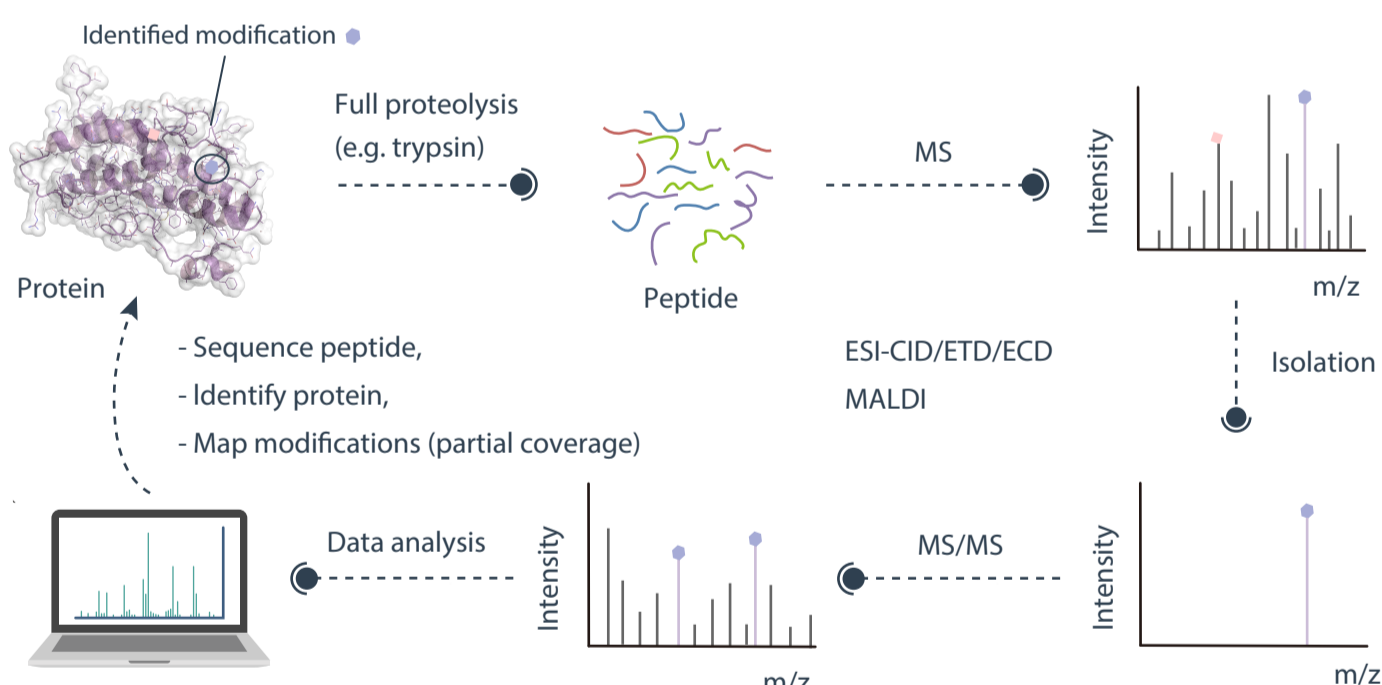 Identified modification
Full proteolysis
(e.g. trypsin)
MS
Intensity
m/z
Protein
Peptide
- Sequence peptide,
- Identify protein,
- Map modifications (partial coverage)
ESI-CID/ETD/ECD
MALDI
Isolation
Data analysis
Intensity
m/z
MS/MS
Intensity
m/z